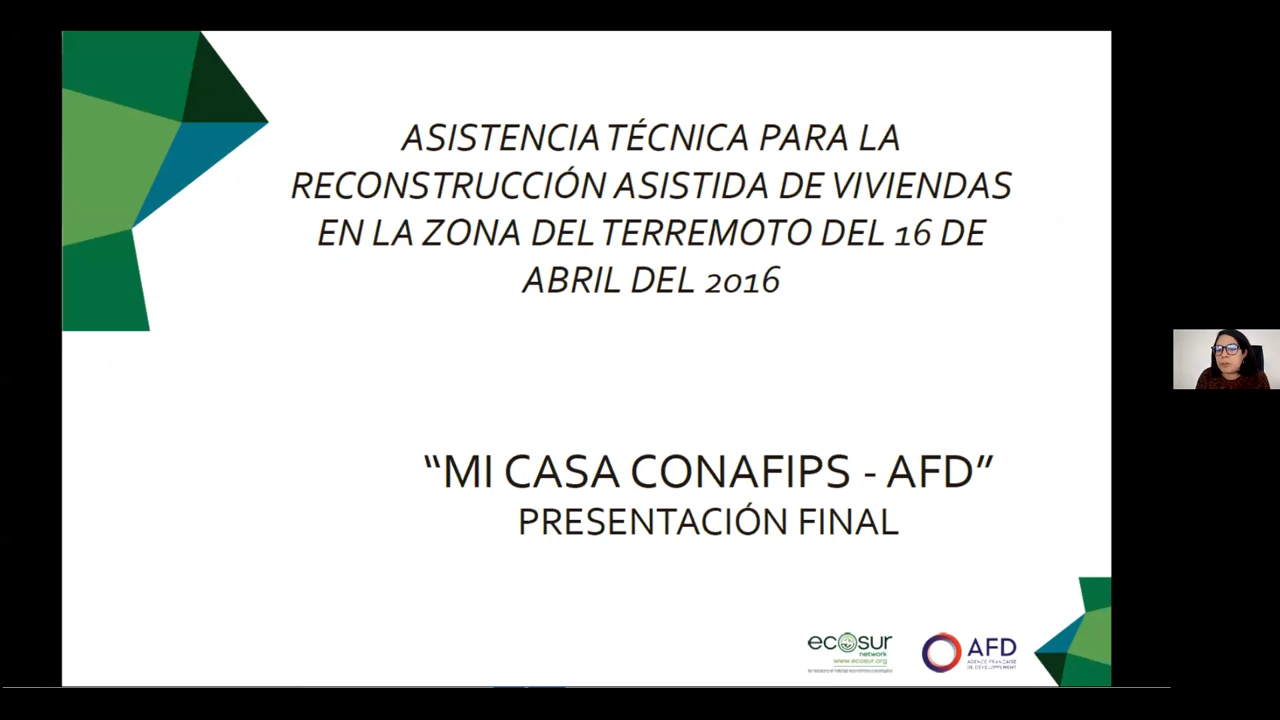 ASISTENCIA TÉCNICA PARA LA
RECONSTRUCCIÓN ASISTIDA DE VIVIENDAS
EN LA ZONA DEL TERREMOTO DEL 16 DE
ABRIL DEL 2016
“MI CASA CONAFIPS - AFD”
PRESENTACIÓN FINAL
ecosur
network
www.ecosur.org
AFD
AGENCE FRANÇAISE
DE DÉVELOPPEMENT